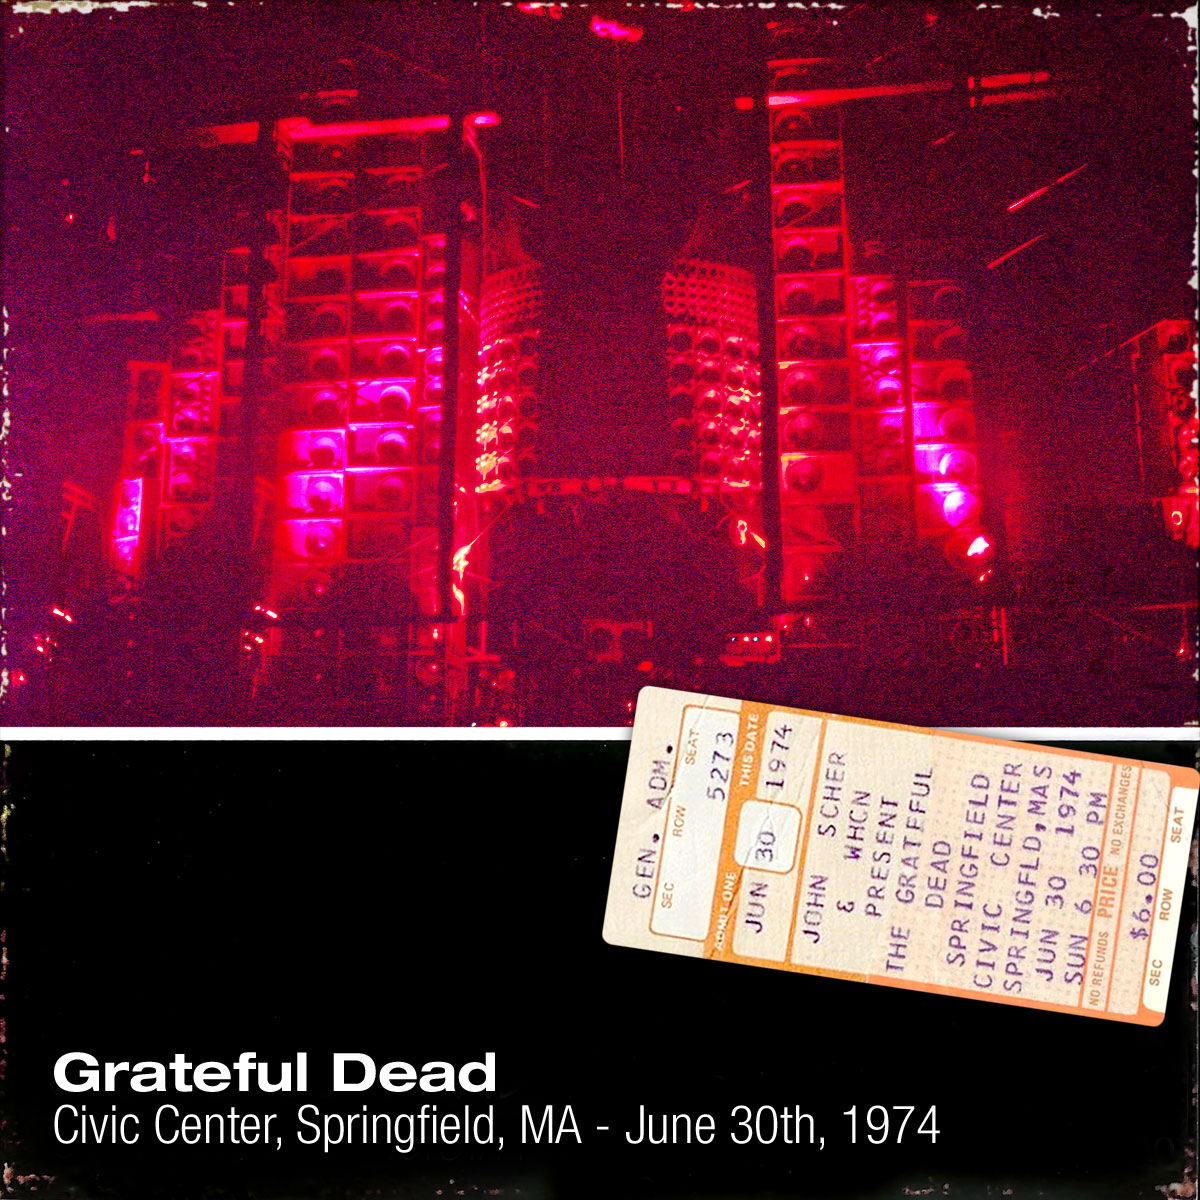 GEN. ADM.
SEC ROW SEAT
5273
ADMIT ONE THIS DATE
JUN 30 1974
JOHN SCHER
& WHCN
PRESENT
THE GRATEFUL
DEAD
SPRINGFIELD
CIVIC CENTER
SPRINGFLD,MAS
JUN 30 1974
SUN 6 30 PM
NO REFUNDS PRICE NO EXCHANGES
$6.00
SEC ROW SEAT
Grateful Dead
Civic Center, Springfield, MA - June 30th, 1974